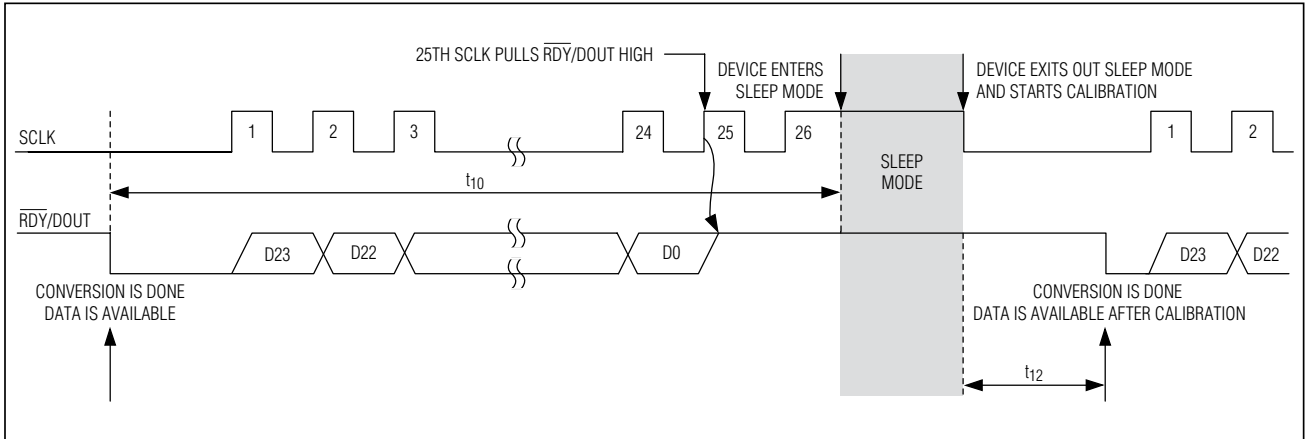 25TH SCLK PULLS RDY/DOUT HIGH
DEVICE ENTERS
SLEEP MODE
DEVICE EXITS OUT SLEEP MODE
AND STARTS CALIBRATION
SCLK
1
2
3
24
25
26
SLEEP
MODE
1
2
t10
RDY/DOUT
D23
D22
D0
D23
D22
CONVERSION IS DONE
DATA IS AVAILABLE
CONVERSION IS DONE
DATA IS AVAILABLE AFTER CALIBRATION
t12